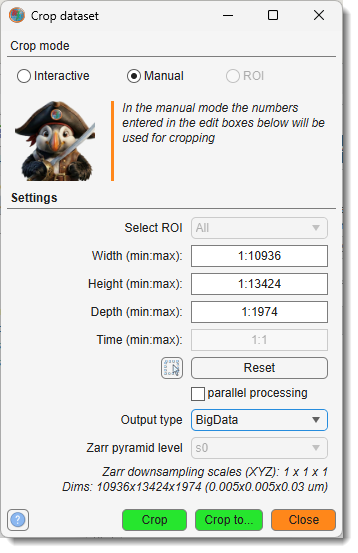 Crop dataset
Crop mode
Interactive
Manual
ROI
In the manual mode the numbers
entered in the edit boxes below will be
used for cropping
Settings
Select ROI All
Width (min:max): 1:10936
Height (min:max): 1:13424
Depth (min:max): 1:1974
Time (min:max): 1:1
Reset
parallel processing
Output type BigData
Zarr pyramid level s0
Zarr downsampling scales (XYZ): 1 x 1 x 1
Dims: 10936x13424x1974 (0.005x0.005x0.03 um)
? Crop Crop to... Close